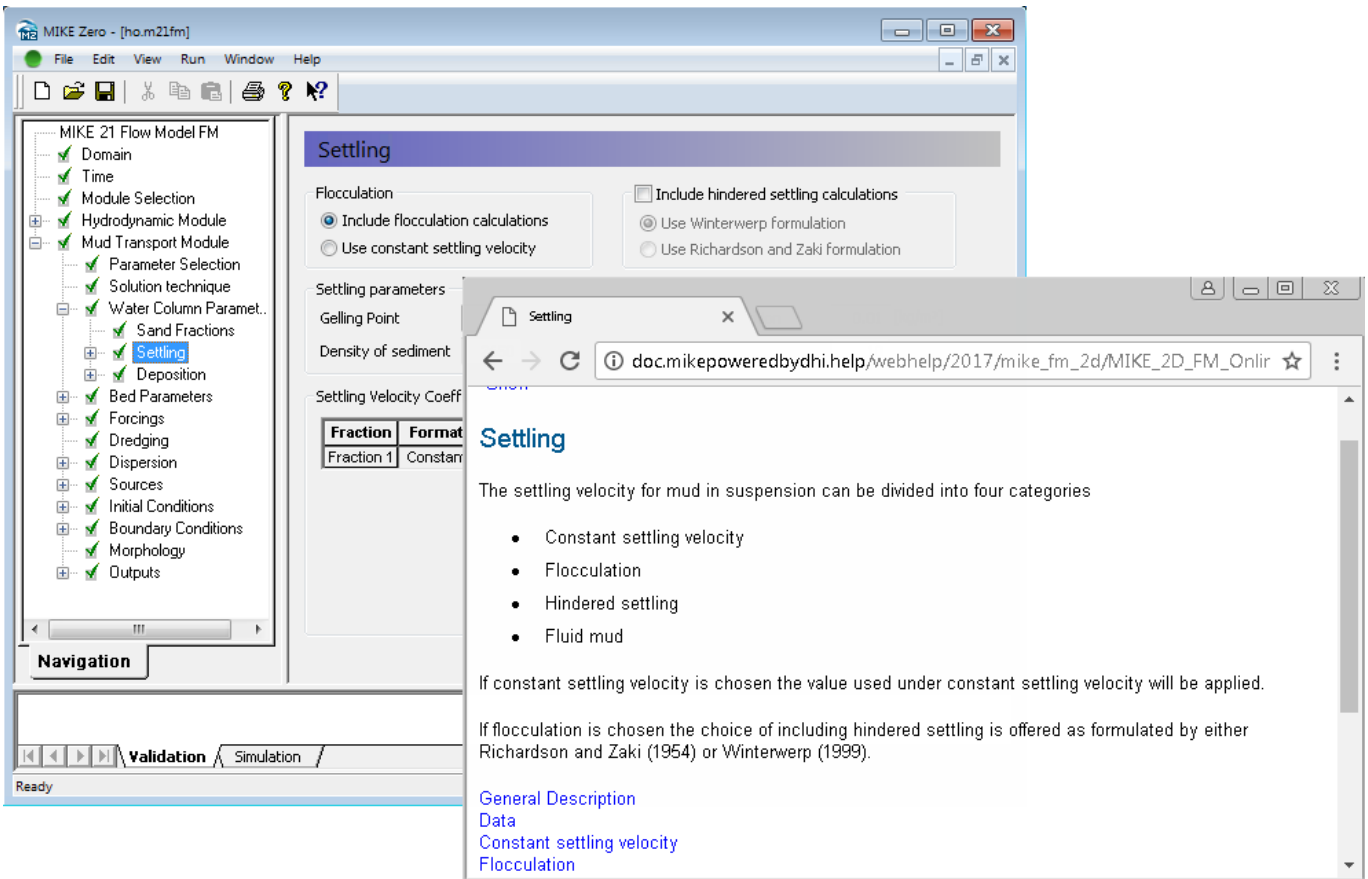 MIKE Zero - [ho.m21fm]
File Edit View Run Window Help
MIKE 21 Flow Model FM
Domain
Time
Module Selection
Hydrodynamic Module
Mud Transport Module
Parameter Selection
Solution technique
Water Column Paramet..
Sand Fractions
Settling
Deposition
Bed Parameters
Forcings
Dredging
Dispersion
Sources
Initial Conditions
Boundary Conditions
Morphology
Outputs
Navigation
Settling
Flocculation
Include flocculation calculations
Use constant settling velocity
Include hindered settling calculations
Use Winterwerp formulation
Use Richardson and Zaki formulation
Settling parameters
Gelling Point
Density of sediment
Settling Velocity Coeff
Fraction Format
Fraction 1 Constan
Validation Simulation
Ready
Settling
doc.mikepoweredbydhi.help/webhelp/2017/mike_fm_2d/MIKE_2D_FM_Onlir
Settling
The settling velocity for mud in suspension can be divided into four categories
• Constant settling velocity
• Flocculation
• Hindered settling
• Fluid mud
If constant settling velocity is chosen the value used under constant settling velocity will be applied.
If flocculation is chosen the choice of including hindered settling is offered as formulated by either
Richardson and Zaki (1954) or Winterwerp (1999).
General Description
Data
Constant settling velocity
Flocculation